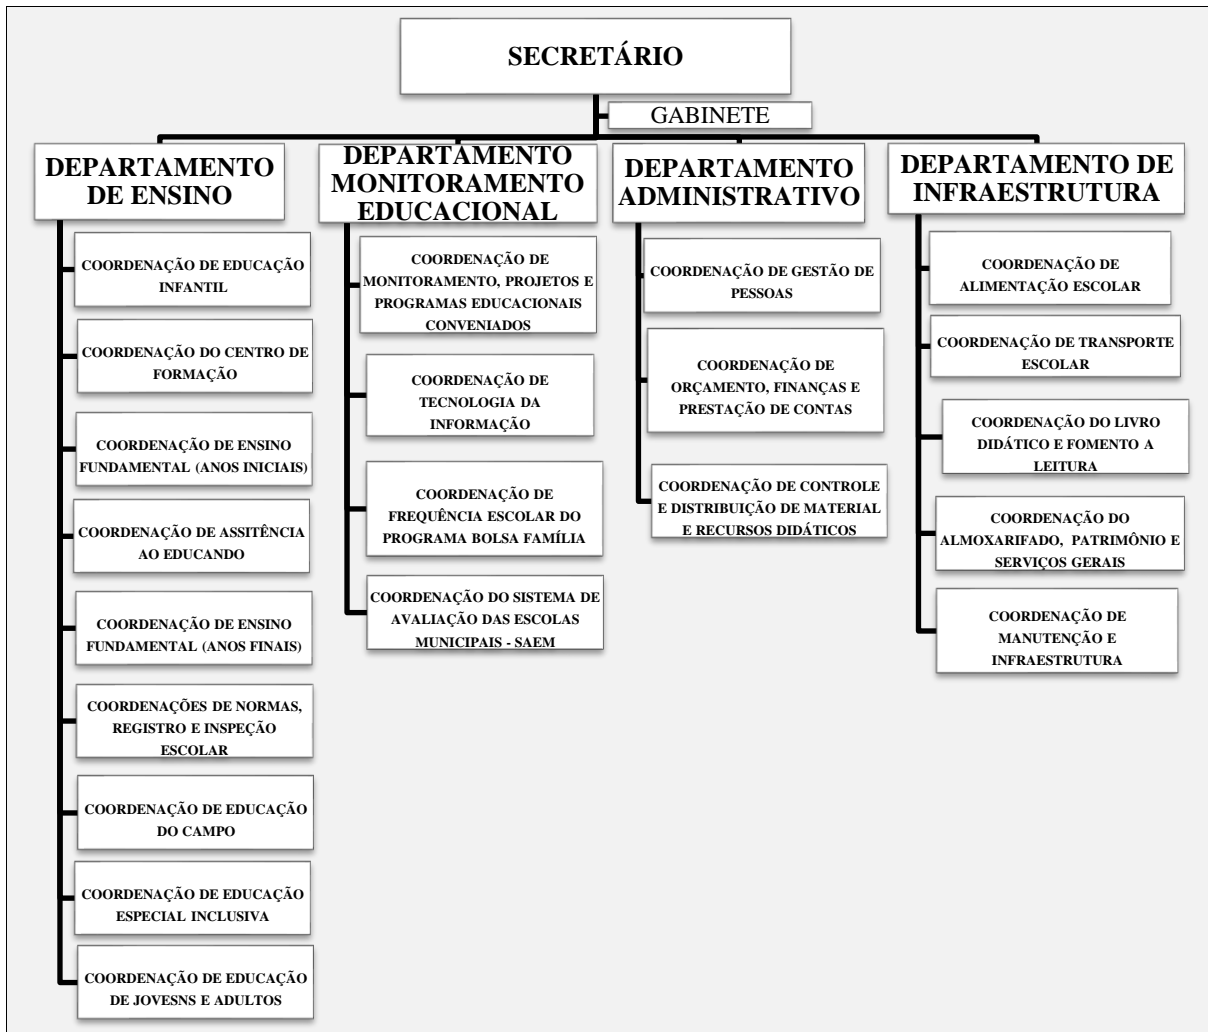 SECRETÁRIO
GABINETE
DEPARTAMENTO
DE ENSINO
COORDENAÇÃO DE EDUCAÇÃO
INFANTIL
COORDENAÇÃO DO CENTRO DE
FORMAÇÃO
COORDENAÇÃO DE ENSINO
FUNDAMENTAL (ANOS INICIAIS)
COORDENAÇÃO DE ASSITÊNCIA
AO EDUCANDO
COORDENAÇÃO DE ENSINO
FUNDAMENTAL (ANOS FINAIS)
COORDENAÇÕES DE NORMAS,
REGISTRO E INSPEÇÃO
ESCOLAR
COORDENAÇÃO DE EDUCAÇÃO
DO CAMPO
COORDENAÇÃO DE EDUCAÇÃO
ESPECIAL INCLUSIVA
COORDENAÇÃO DE EDUCAÇÃO
DE JOVESNS E ADULTOS
DEPARTAMENTO
MONITORAMENTO
EDUCACIONAL
COORDENAÇÃO DE
MONITORAMENTO, PROJETOS E
PROGRAMAS EDUCACIONAIS
CONVENIADOS
COORDENAÇÃO DE
TECNOLOGIA DA
INFORMAÇÃO
COORDENAÇÃO DE
FREQUÊNCIA ESCOLAR DO
PROGRAMA BOLSA FAMÍLIA
COORDENAÇÃO DO SISTEMA DE
AVALIAÇÃO DAS ESCOLAS
MUNICIPAIS - SAEM
DEPARTAMENTO
ADMINISTRATIVO
COORDENAÇÃO DE GESTÃO DE
PESSOAS
COORDENAÇÃO DE
ORÇAMENTO, FINANÇAS E
PRESTAÇÃO DE CONTAS
COORDENAÇÃO DE CONTROLE
E DISTRIBUIÇÃO DE MATERIAL
E RECURSOS DIDÁTICOS
DEPARTAMENTO DE
INFRAESTRUTURA
COORDENAÇÃO DE
ALIMENTAÇÃO ESCOLAR
COORDENAÇÃO DE TRANSPORTE
ESCOLAR
COORDENAÇÃO DO LIVRO
DIDÁTICO E FOMENTO A
LEITURA
COORDENAÇÃO DO
ALMOXARIFADO, PATRIMÔNIO E
SERVIÇOS GERAIS
COORDENAÇÃO DE
MANUTENÇÃO E
INFRAESTRUTURA